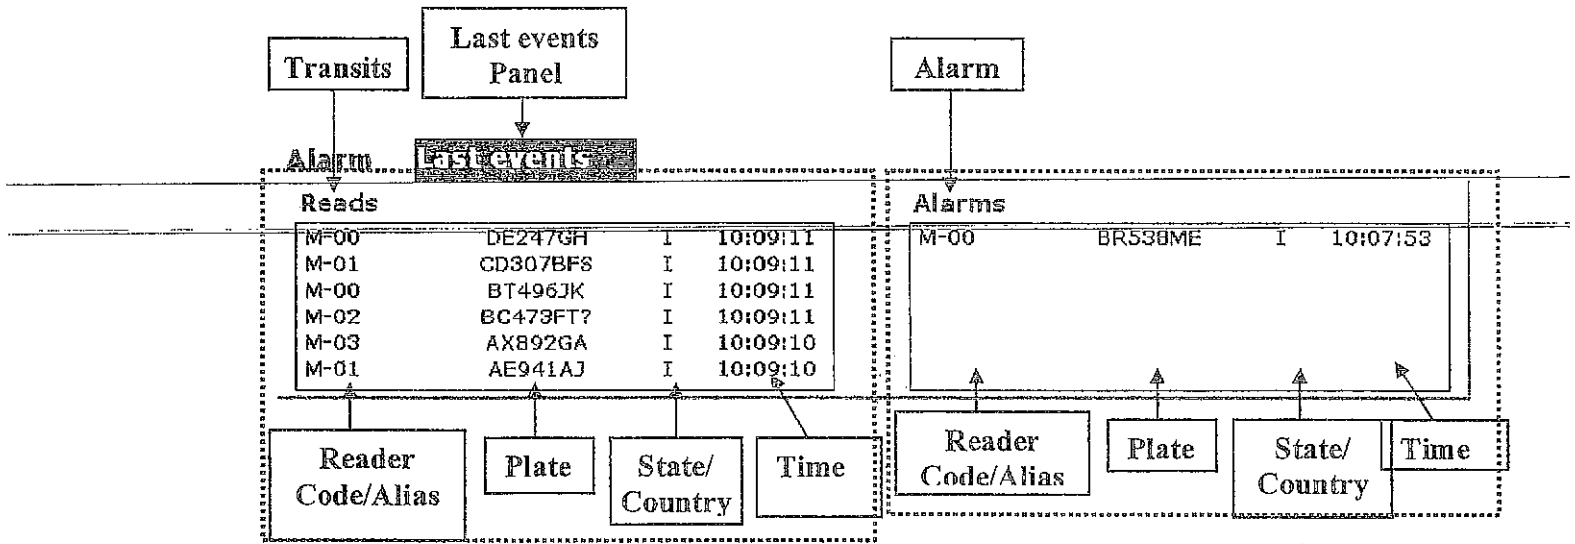 Transits
Last events
Panel
Alarm
Alarm
Last events
Reads
M-00 DE247GH I 10:09:11
M-01 CD307BFS I 10:09:11
M-00 BT496JK I 10:09:11
M-02 BC473FT? I 10:09:11
M-03 AX892GA I 10:09:10
M-01 AE941AJ I 10:09:10
Reader
Code/Alias
Plate
State/
Country
Time
Alarms
M-00 BR538ME I 10:07:53
Reader
Code/Alias
Plate
State/
Country
Time